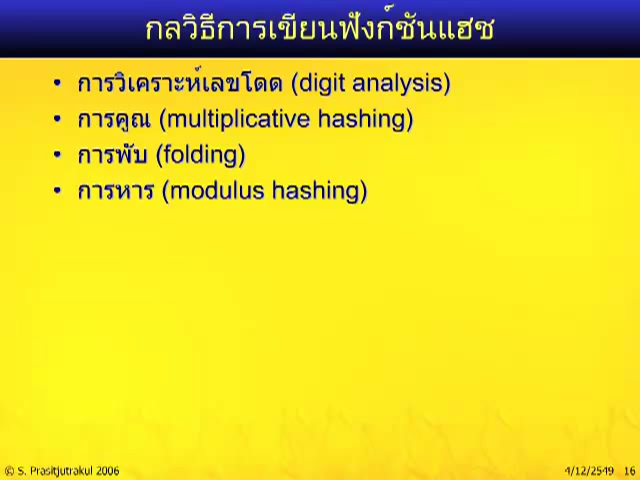 กลวิธีการเขียนฟังก์ชันแฮช
• การวิเคราะห์เลขโดด (digit analysis)
• การคูณ (multiplicative hashing)
• การพับ (folding)
• การหาร (modulus hashing)
© S. Prasitjutrakul 2006
4/12/2549 16